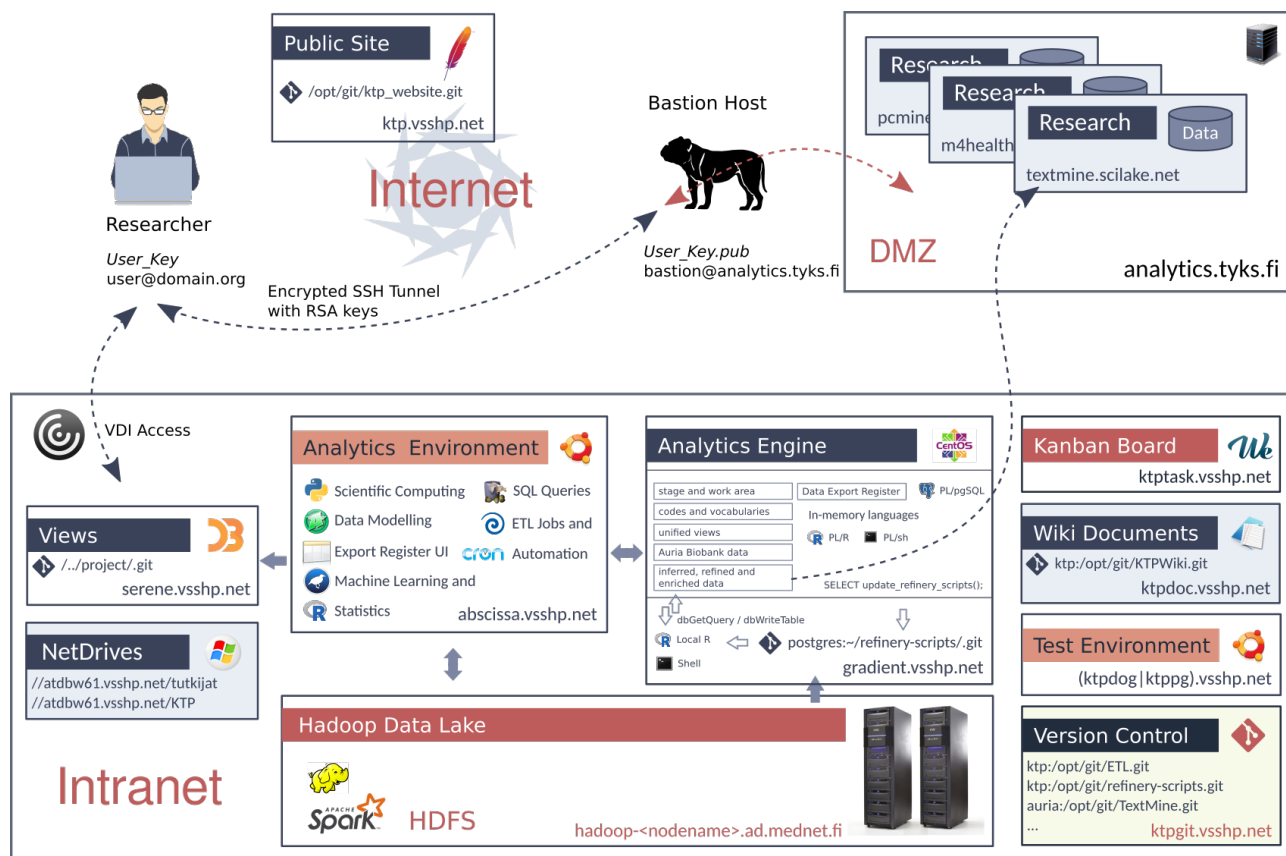 Public Site
/opt/git/ktp_website.git
ktp.vsshp.net
Internet
Researcher
User_Key
user@domain.org
Encrypted SSH Tunnel
with RSA keys
Bastion Host
User_Key.pub
bastion@analytics.tyks.fi
Research
pcmine
Research
m4health
Research
Data
textmine.scilake.net
DMZ
analytics.tyks.fi
VDI Access
Views
/../project/.git
serene.vsshp.net
NetDrives
//atdbw61.vsshp.net/tutkijat
//atdbw61.vsshp.net/KTP
Intranet
Analytics Environment
Scientific Computing
SQL Queries
Data Modelling
ETL Jobs and
Export Register UI
cron
Automation
Machine Learning and
Statistics
abscissa.vsshp.net
Analytics Engine
CentOS
stage and work area
Data Export Register
PL/pgSQL
codes and vocabularies
In-memory languages
unified views
PL/R
PL/sh
Auria Biobank data
inferred, refined and
enriched data
SELECT update_refinery_scripts();
dbGetQuery / dbWriteTable
Local R
postgres:~/refinery-scripts/.git
Shell
gradient.vsshp.net
Hadoop Data Lake
APACHE
Spark
HDFS
hadoop-<nodename>.ad.mednet.fi
Kanban Board
We
ktptask.vsshp.net
Wiki Documents
ktp:/opt/git/KTPWiki.git
ktpdoc.vsshp.net
Test Environment
(ktpdog|ktppg).vsshp.net
Version Control
ktp:/opt/git/ETL.git
ktp:/opt/git/refinery-scripts.git
auria:/opt/git/TextMine.git
...
ktpgit.vsshp.net